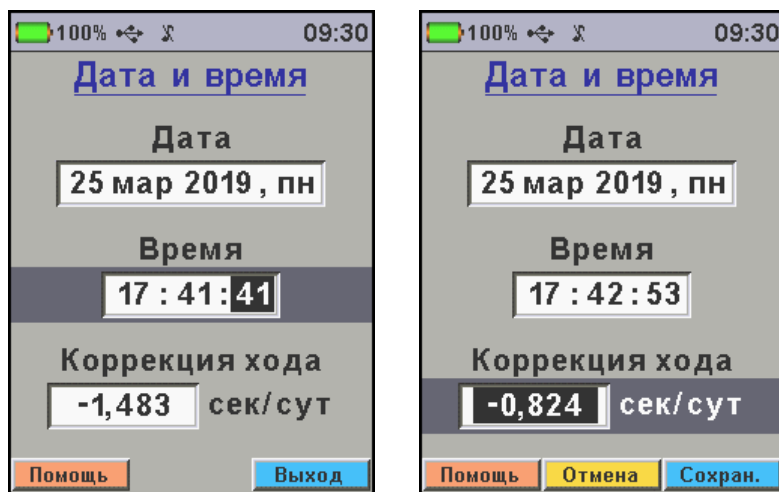 100% 09:30
Дата и время
Дата
25 мар 2019 , пн
Время
17 : 41:41
Коррекция хода
-1,483 сек/сут
Помощь Выход
100% 09:30
Дата и время
Дата
25 мар 2019 , пн
Время
17 : 42 : 53
Коррекция хода
-0,824 сек/сут
Помощь Отмена Сохран.